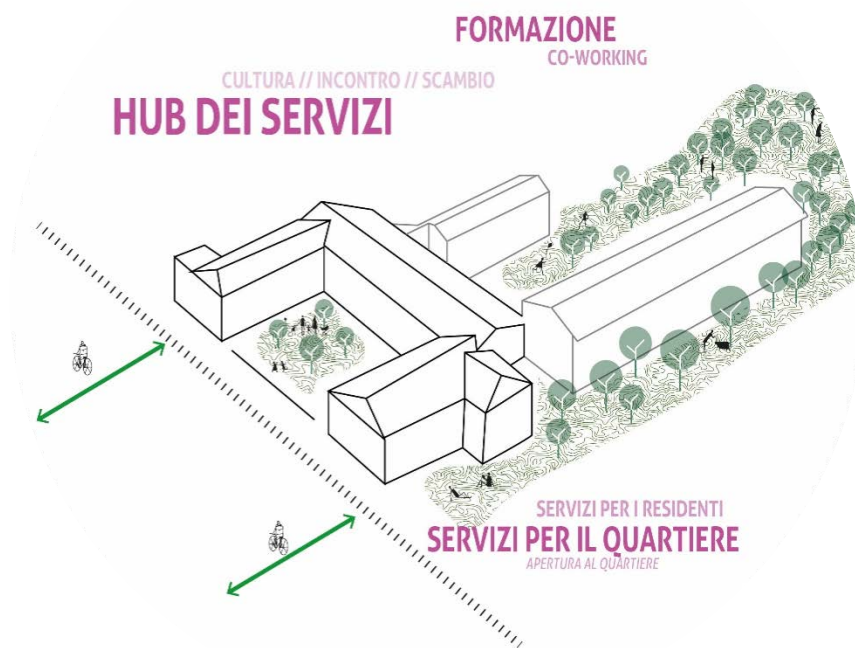 FORMAZIONE
CO-WORKING
CULTURA // INCONTRO // SCAMBIO
HUB DEI SERVIZI
SERVIZI PER I RESIDENTI
SERVIZI PER IL QUARTIERE
APERTURA AL QUARTIERE